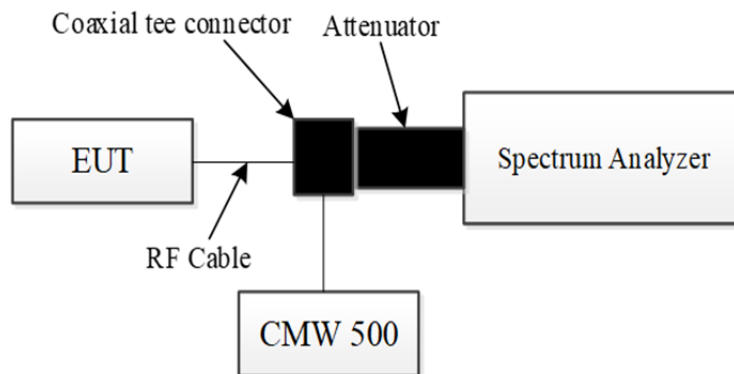 Coaxial tee connector
Attenuator
EUT
Spectrum Analyzer
RF Cable
CMW 500